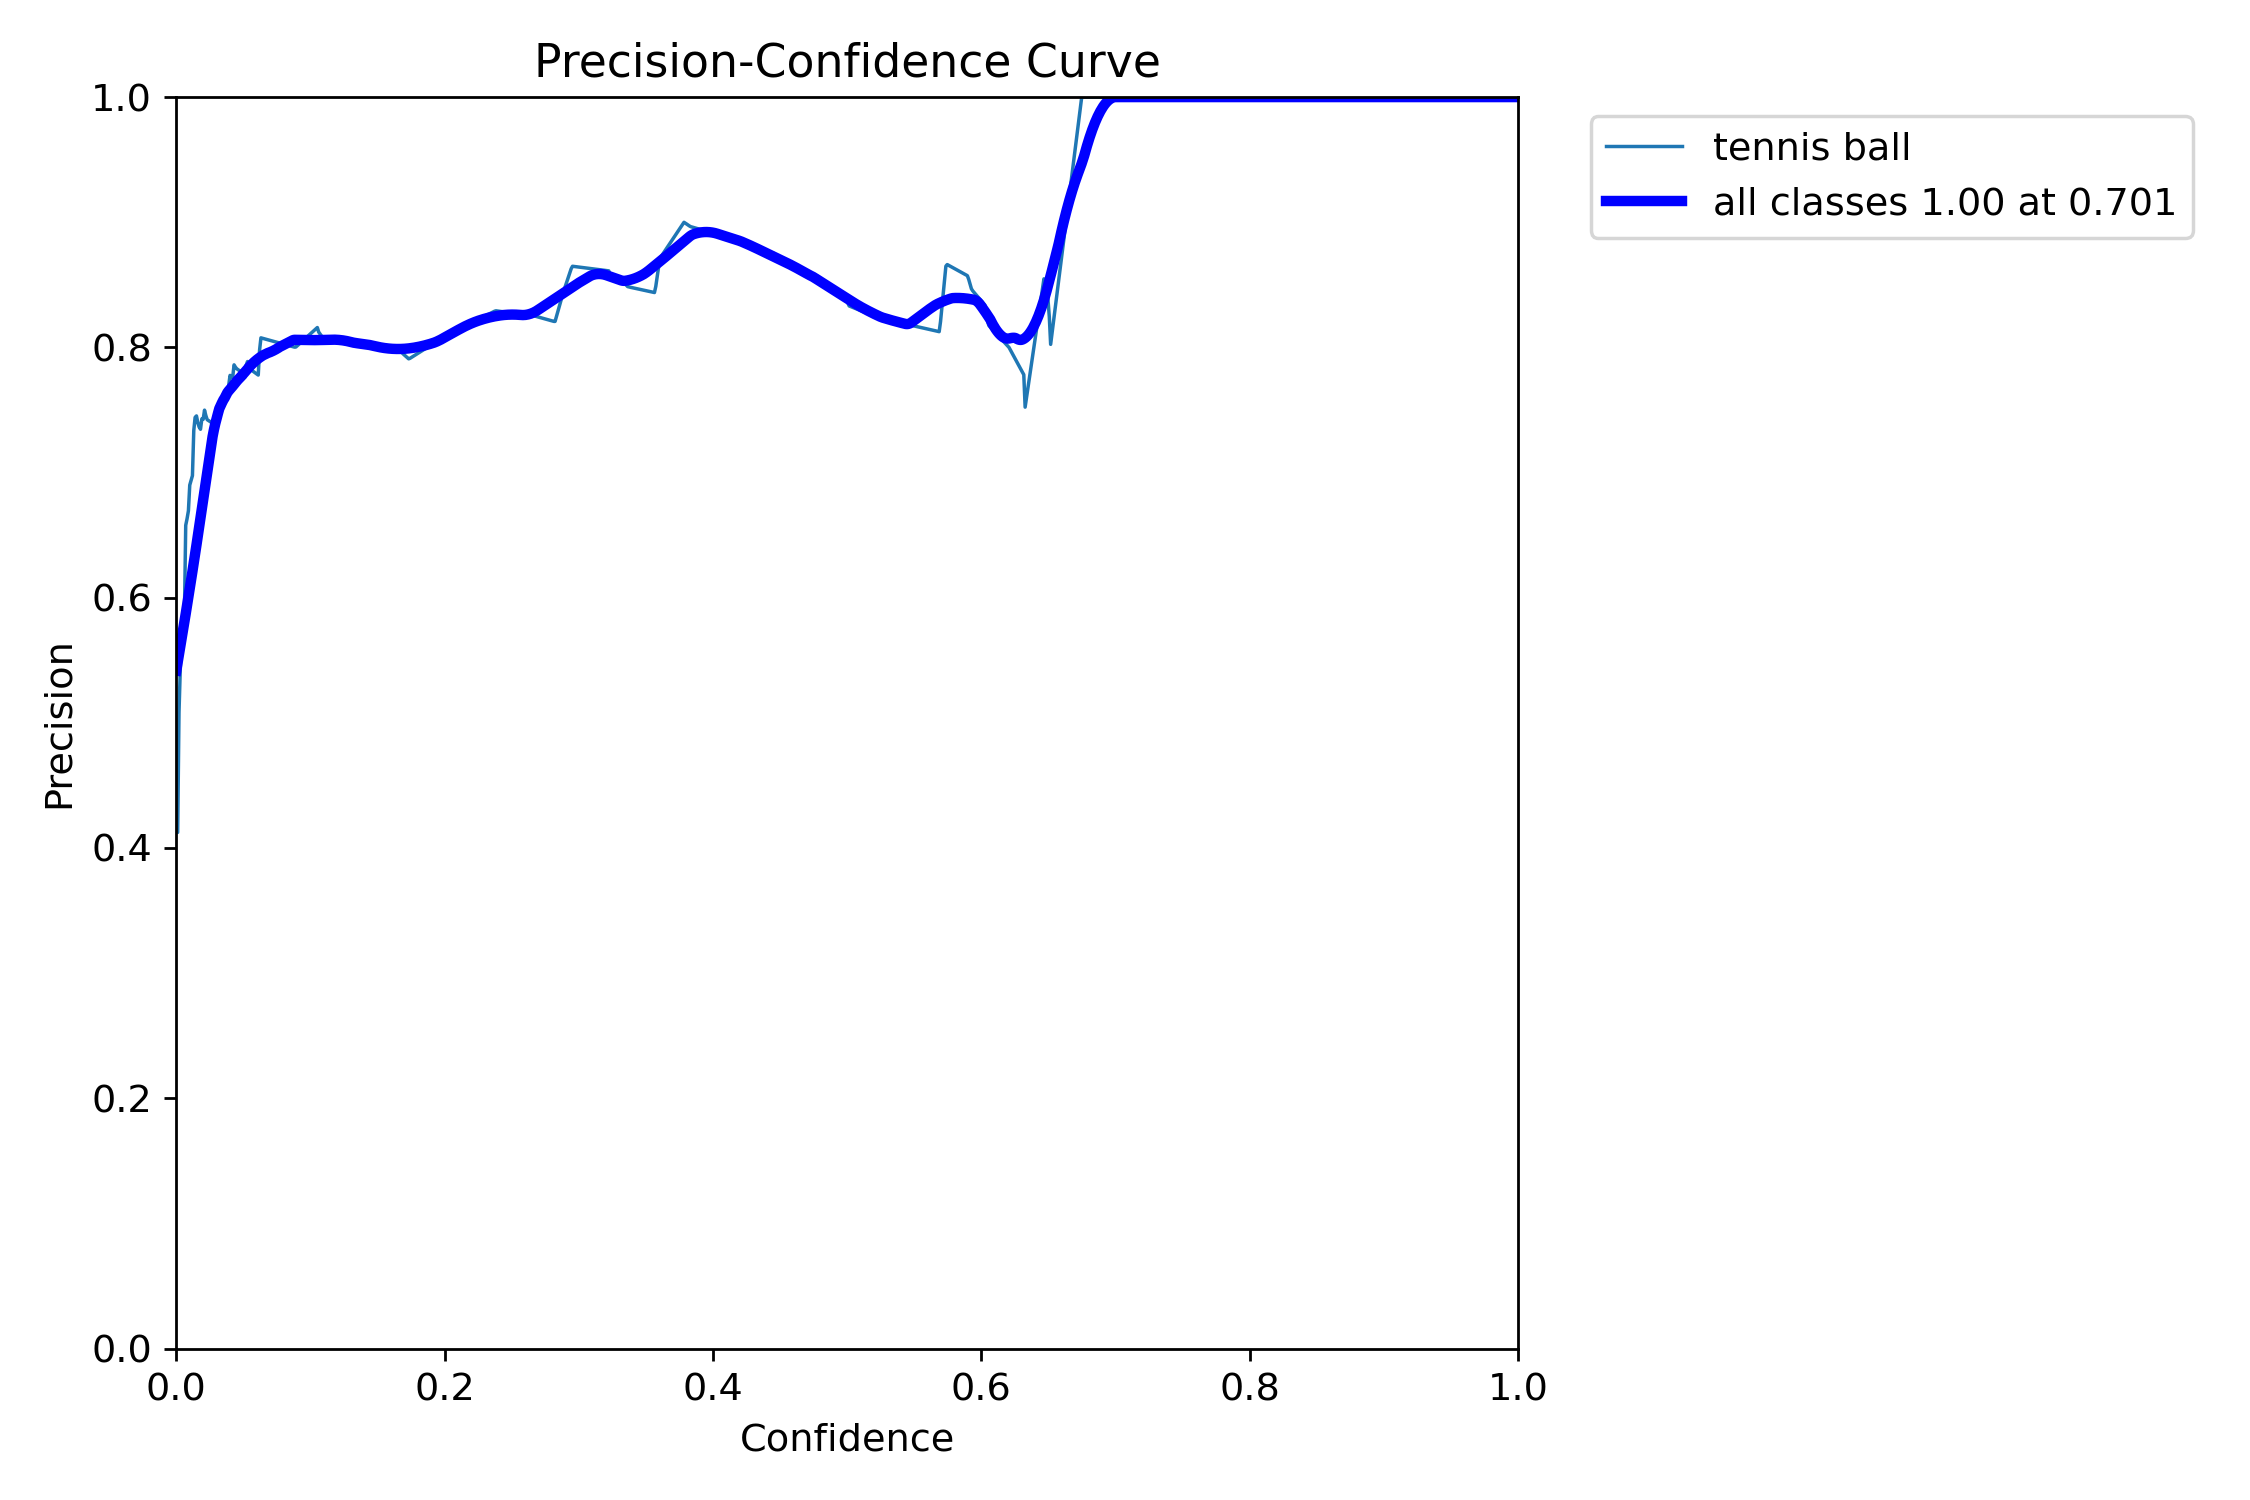 Precision-Confidence Curve
1.0
0.8
0.6
0.4
0.2
0.0
Precision
0.0 0.2 0.4 0.6 0.8 1.0
Confidence
tennis ball
all classes 1.00 at 0.701